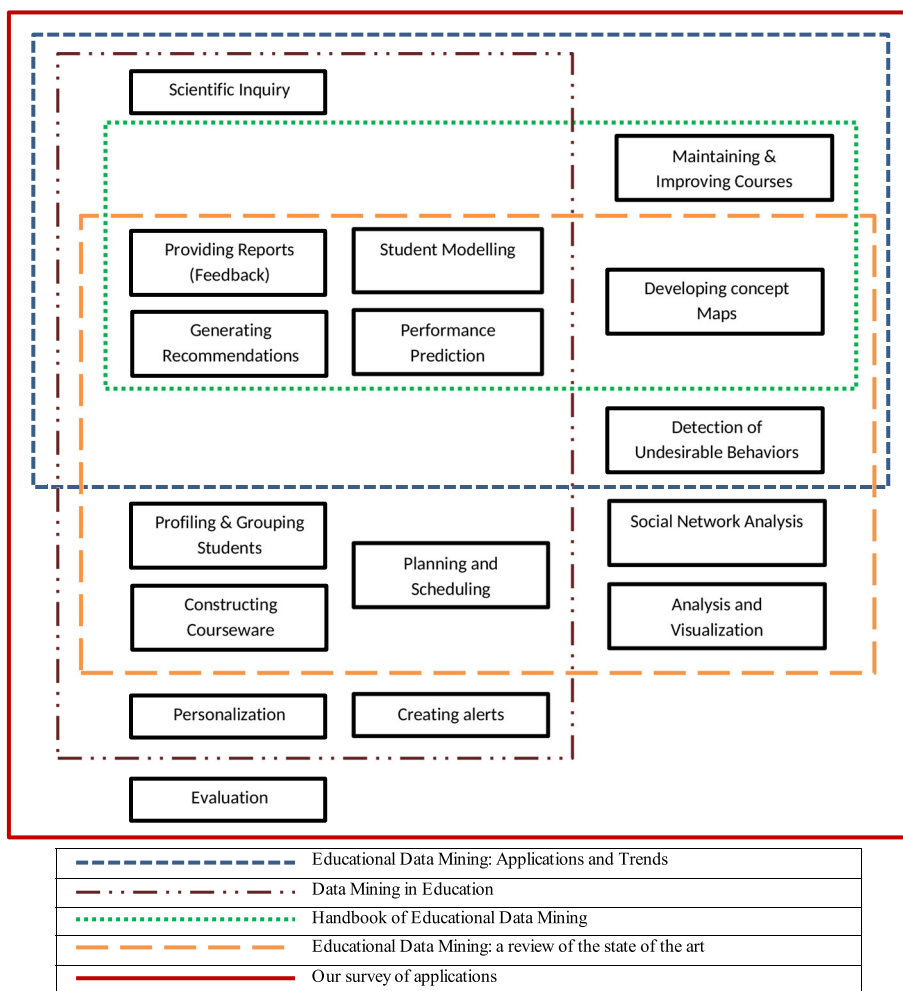 Scientific Inquiry
Maintaining &
Improving Courses
Providing Reports
(Feedback)
Student Modelling
Developing concept
Maps
Generating
Recommendations
Performance
Prediction
Detection of
Undesirable Behaviors
Profiling & Grouping
Students
Social Network Analysis
Planning and
Scheduling
Constructing
Courseware
Analysis and
Visualization
Personalization
Creating alerts
Evaluation
Educational Data Mining: Applications and Trends
Data Mining in Education
Handbook of Educational Data Mining
Educational Data Mining: a review of the state of the art
Our survey of applications